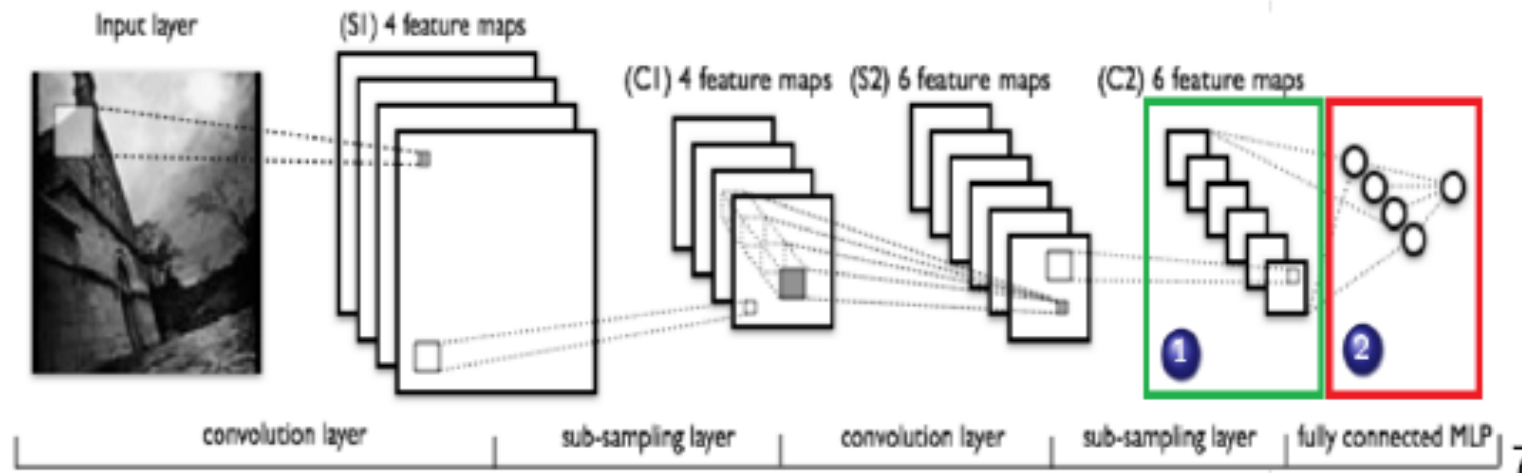 Input layer
(S1) 4 feature maps
(C1) 4 feature maps
(S2) 6 feature maps
(C2) 6 feature maps
1
2
convolution layer
sub-sampling layer
convolution layer
sub-sampling layer
fully connected MLP